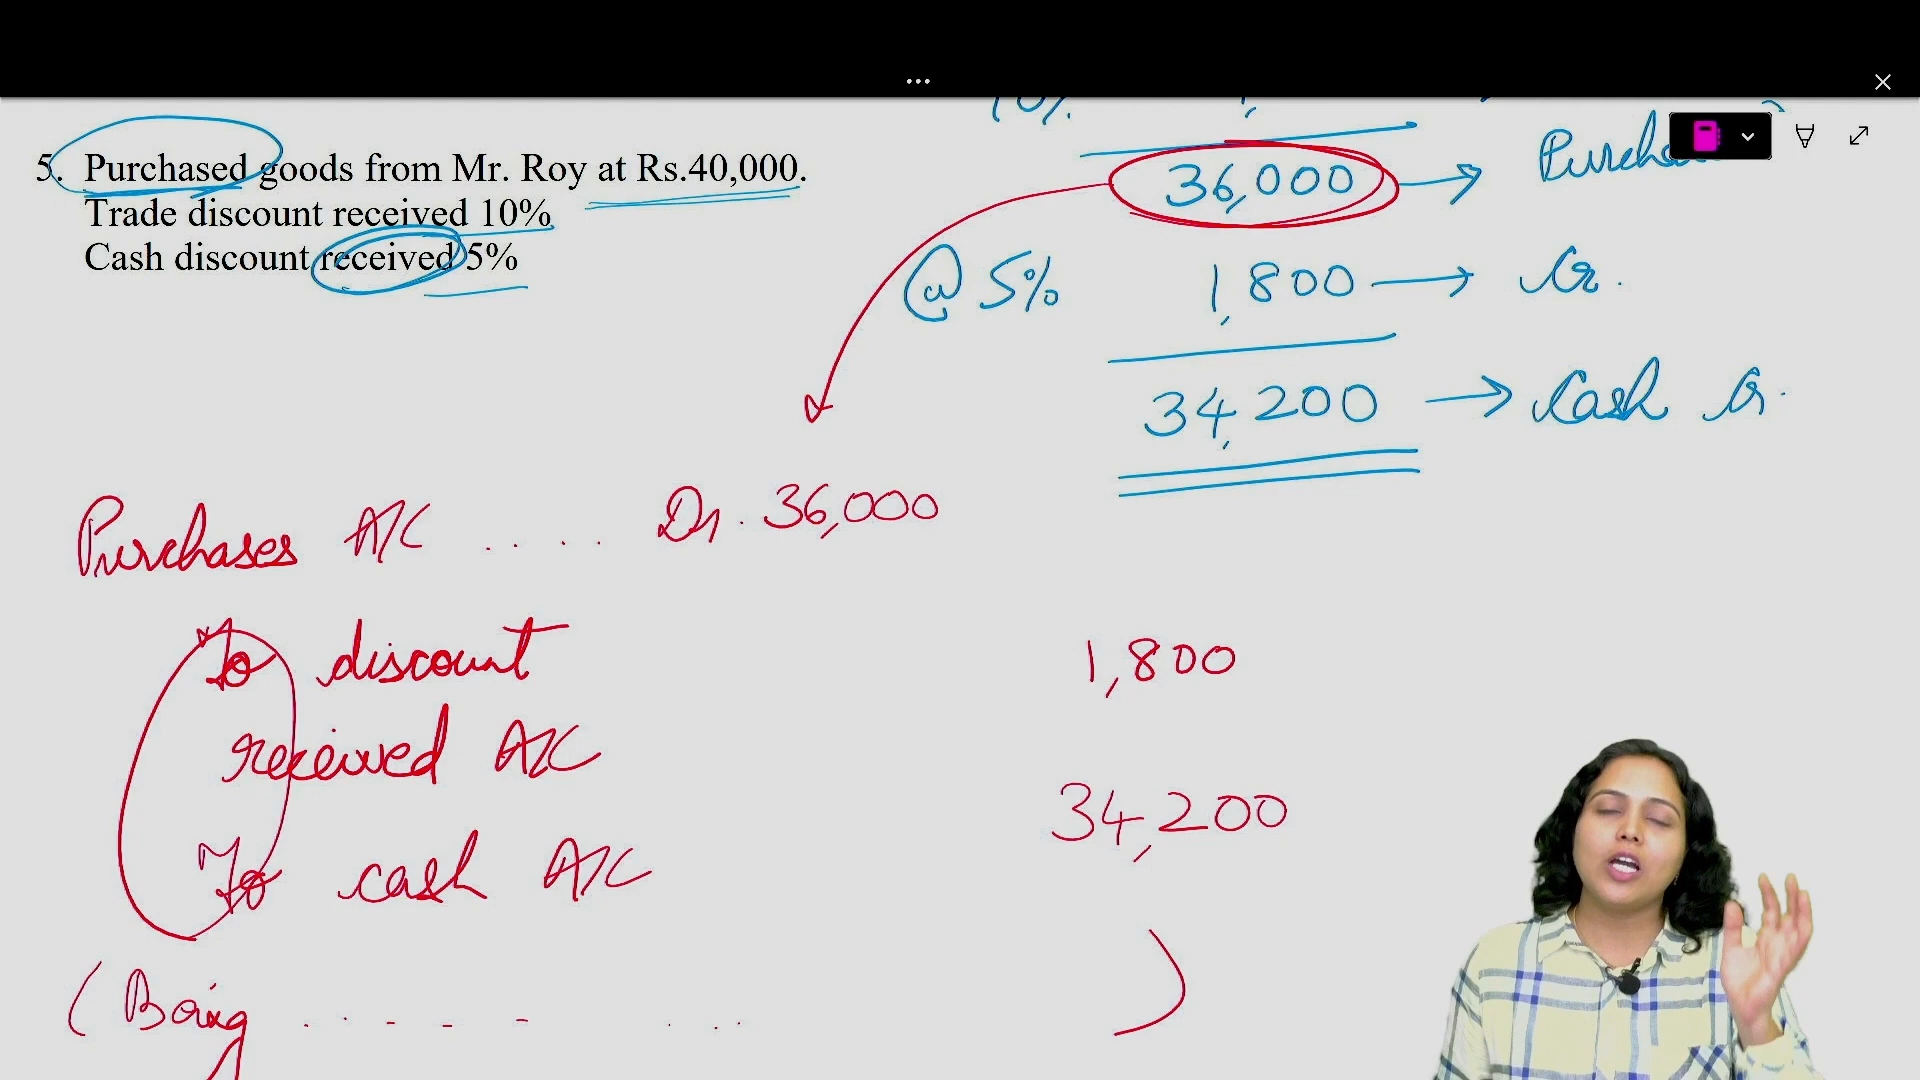 5. Purchased goods from Mr. Roy at Rs.40,000.
Trade discount received 10%
Cash discount received 5%
10%
36,000 → Purcha
@ 5% 1,800 → Cr.
34,200 → Cash Cr.
Purchases A/C .... Dr. 36,000
To discount 1,800
received A/C
34,200
To cash A/C
(Being . . - - - . . . )